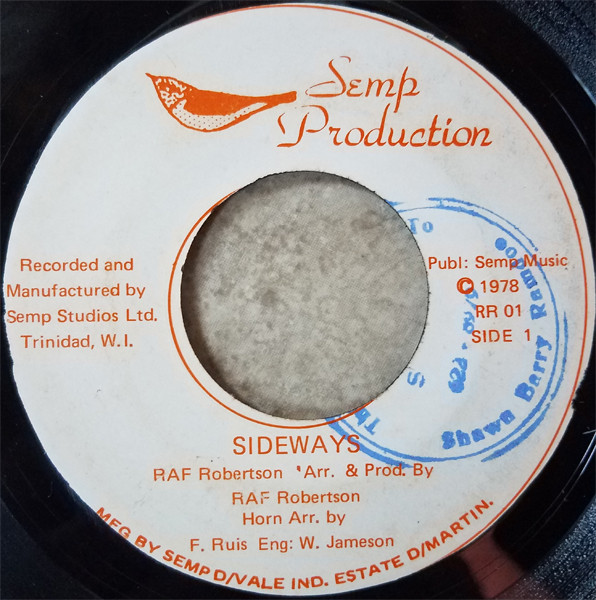 Semp
Production
Recorded and
Manufactured by
Semp Studios Ltd.
Trinidad, W.I.
Publ: Semp Music
© 1978
RR 01
SIDE 1
To
Shawn Barry Ramroe
SIDEWAYS
RAF Robertson 'Arr. & Prod. By
RAF Robertson
Horn Arr. by
F. Ruis Eng: W. Jameson
MFG BY SEMP D/VALE IND. ESTATE D/MARTIN.